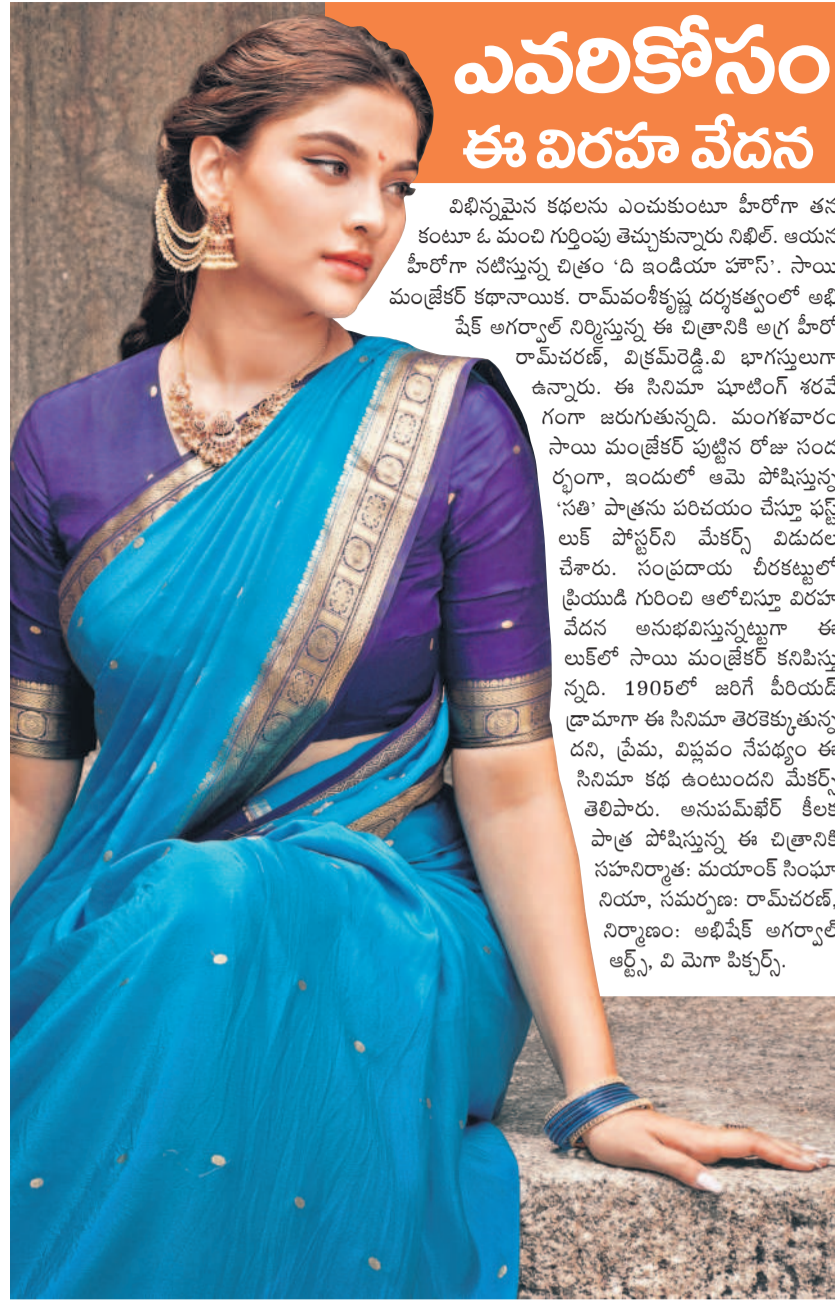 ఎవరికోసం
ఈ విరహ వేదన
విభిన్నమైన కథలను ఎంచుకుంటూ హీరోగా తన
కంటూ ఓ మంచి గుర్తింపు తెచ్చుకున్నారు నిఖిల్. ఆయన
హీరోగా నటిస్తున్న చిత్రం ‘ది ఇండియా హౌస్’. సాయి
మంజ్రేకర్ కథానాయిక. రామ్‌వంశీకృష్ణ దర్శకత్వంలో అభి
షేక్ అగర్వాల్ నిర్మిస్తున్న ఈ చిత్రానికి అగ్ర హీరో
రామ్‌చరణ్, విక్రమ్‌రెడ్డి.వి భాగస్తులుగా
ఉన్నారు. ఈ సినిమా షూటింగ్ శరవే
గంగా జరుగుతున్నది. మంగళవారం
సాయి మంజ్రేకర్ పుట్టిన రోజు సంద
ర్భంగా, ఇందులో ఆమె పోషిస్తున్న
‘సతి’ పాత్రను పరిచయం చేస్తూ ఫస్ట్
లుక్ పోస్టర్‌ని మేకర్స్ విడుదల
చేశారు. సంప్రదాయ చీరకట్టులో
ప్రియుడి గురించి ఆలోచిస్తూ విరహ
వేదన అనుభవిస్తున్నట్టుగా ఈ
లుక్‌లో సాయి మంజ్రేకర్ కనిపిస్తు
న్నది. 1905లో జరిగే పీరియడ్
డ్రామాగా ఈ సినిమా తెరకెక్కుతున్న
దని, ప్రేమ, విప్లవం నేపథ్యం ఈ
సినిమా కథ ఉంటుందని మేకర్స్
తెలిపారు. అనుపమ్‌ఖేర్ కీలక
పాత్ర పోషిస్తున్న ఈ చిత్రానికి
సహనిర్మాత: మయాంక్ సింఘా
నియా, సమర్పణ: రామ్‌చరణ్,
నిర్మాణం: అభిషేక్ అగర్వాల్
ఆర్ట్స్, వి మెగా పిక్చర్స్.